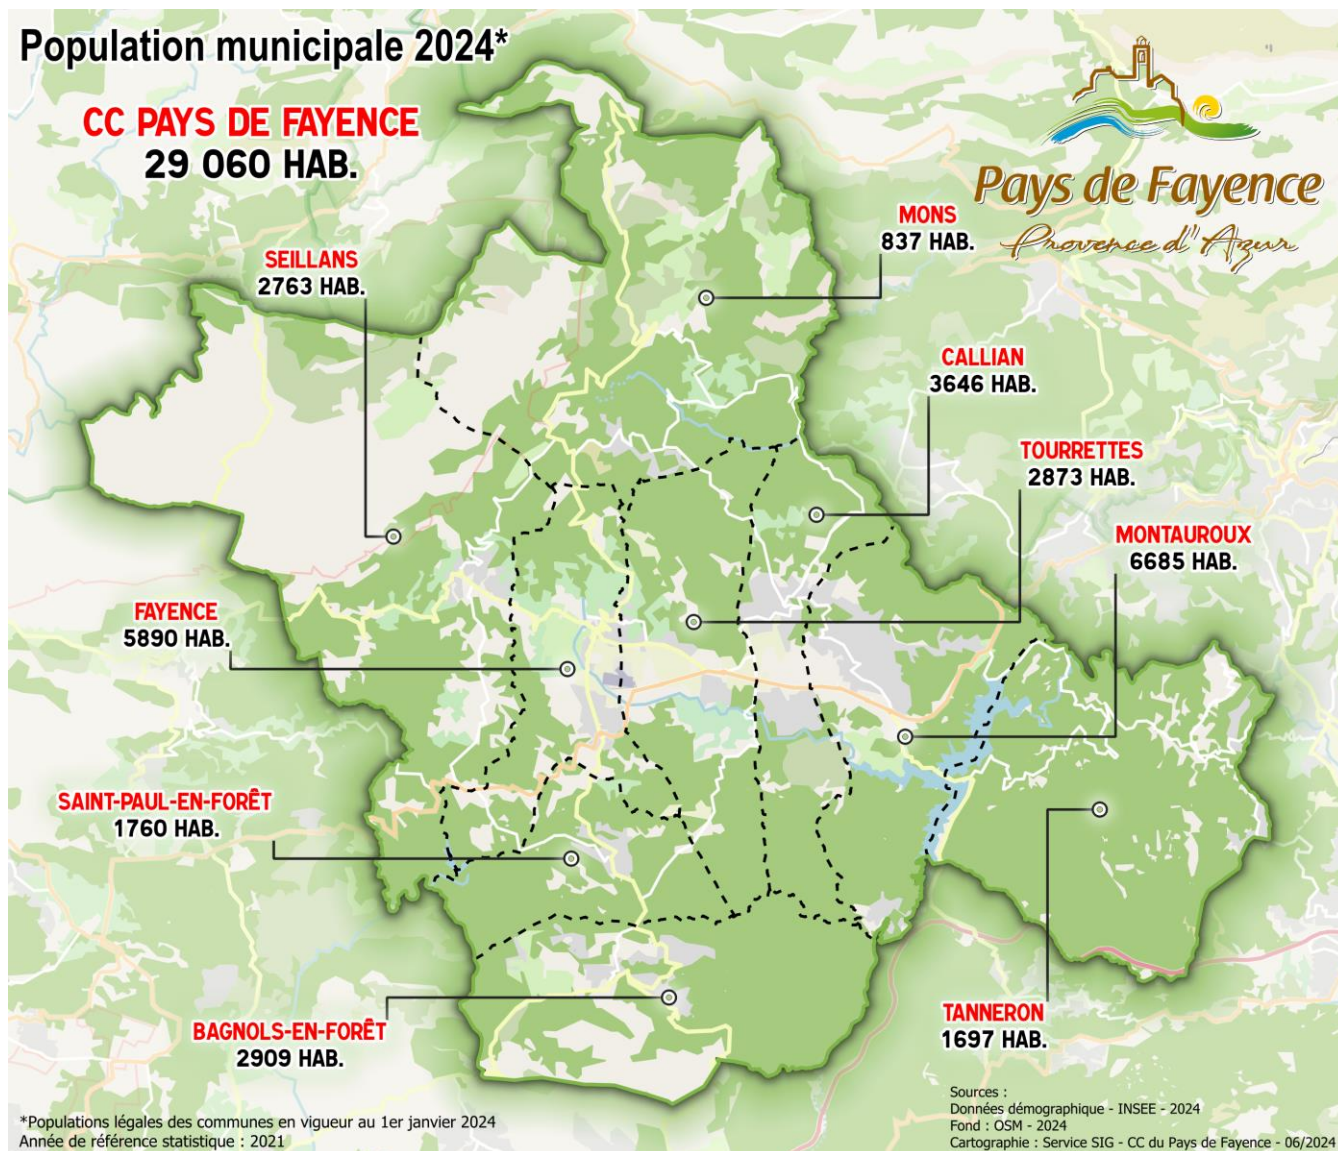 Population municipale 2024*
CC PAYS DE FAYENCE
29 060 HAB.
Pays de Fayence
Provence d'Azur
MONS
837 HAB.
SEILLANS
2763 HAB.
CALLIAN
3646 HAB.
TOURRETTES
2873 HAB.
MONTAUROUX
6685 HAB.
FAYENCE
5890 HAB.
SAINT-PAUL-EN-FORÊT
1760 HAB.
TANNERON
1697 HAB.
BAGNOLS-EN-FORÊT
2909 HAB.
*Populations légales des communes en vigueur au 1er janvier 2024
Année de référence statistique : 2021
Sources :
Données démographique - INSEE - 2024
Fond : OSM - 2024
Cartographie : Service SIG - CC du Pays de Fayence - 06/2024